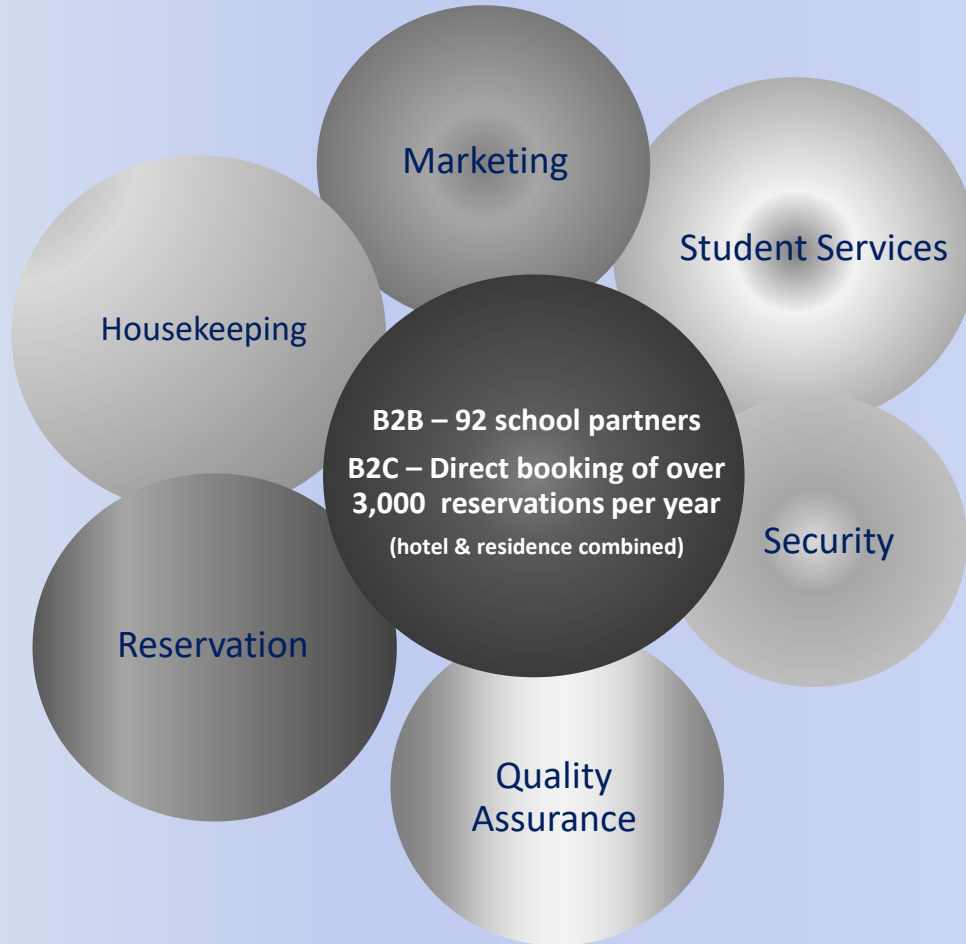 Marketing
Student Services
Housekeeping
B2B – 92 school partners
B2C – Direct booking of over
3,000 reservations per year
(hotel & residence combined)
Security
Reservation
Quality
Assurance